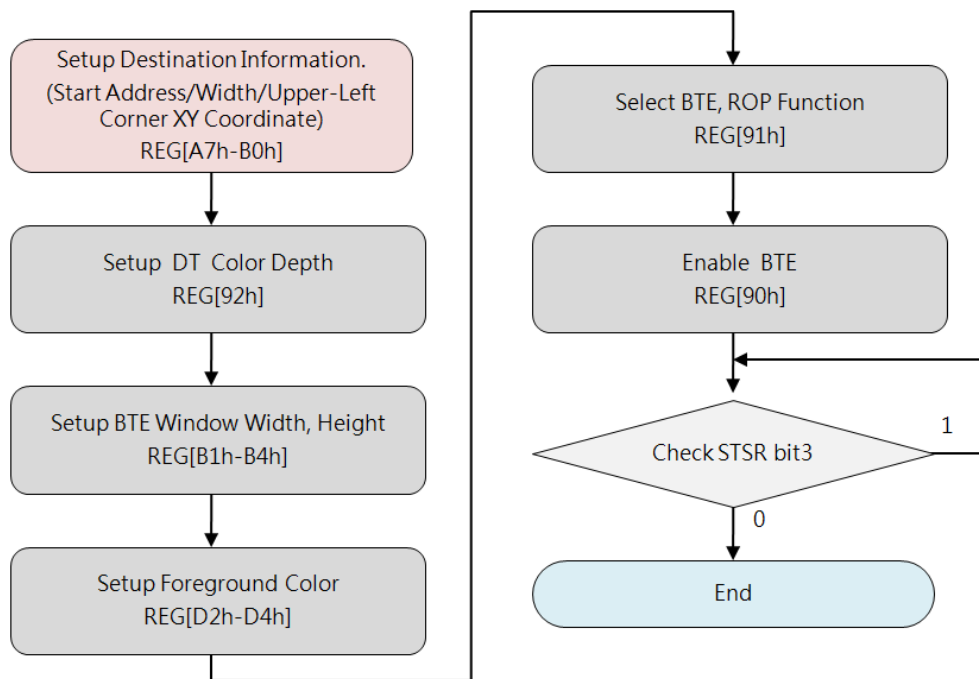 Setup Destination Information.
(Start Address/Width/Upper-Left
Corner XY Coordinate)
REG[A7h-B0h]
Setup DT Color Depth
REG[92h]
Setup BTE Window Width, Height
REG[B1h-B4h]
Setup Foreground Color
REG[D2h-D4h]
Select BTE, ROP Function
REG[91h]
Enable BTE
REG[90h]
Check STSR bit3
1
0
End